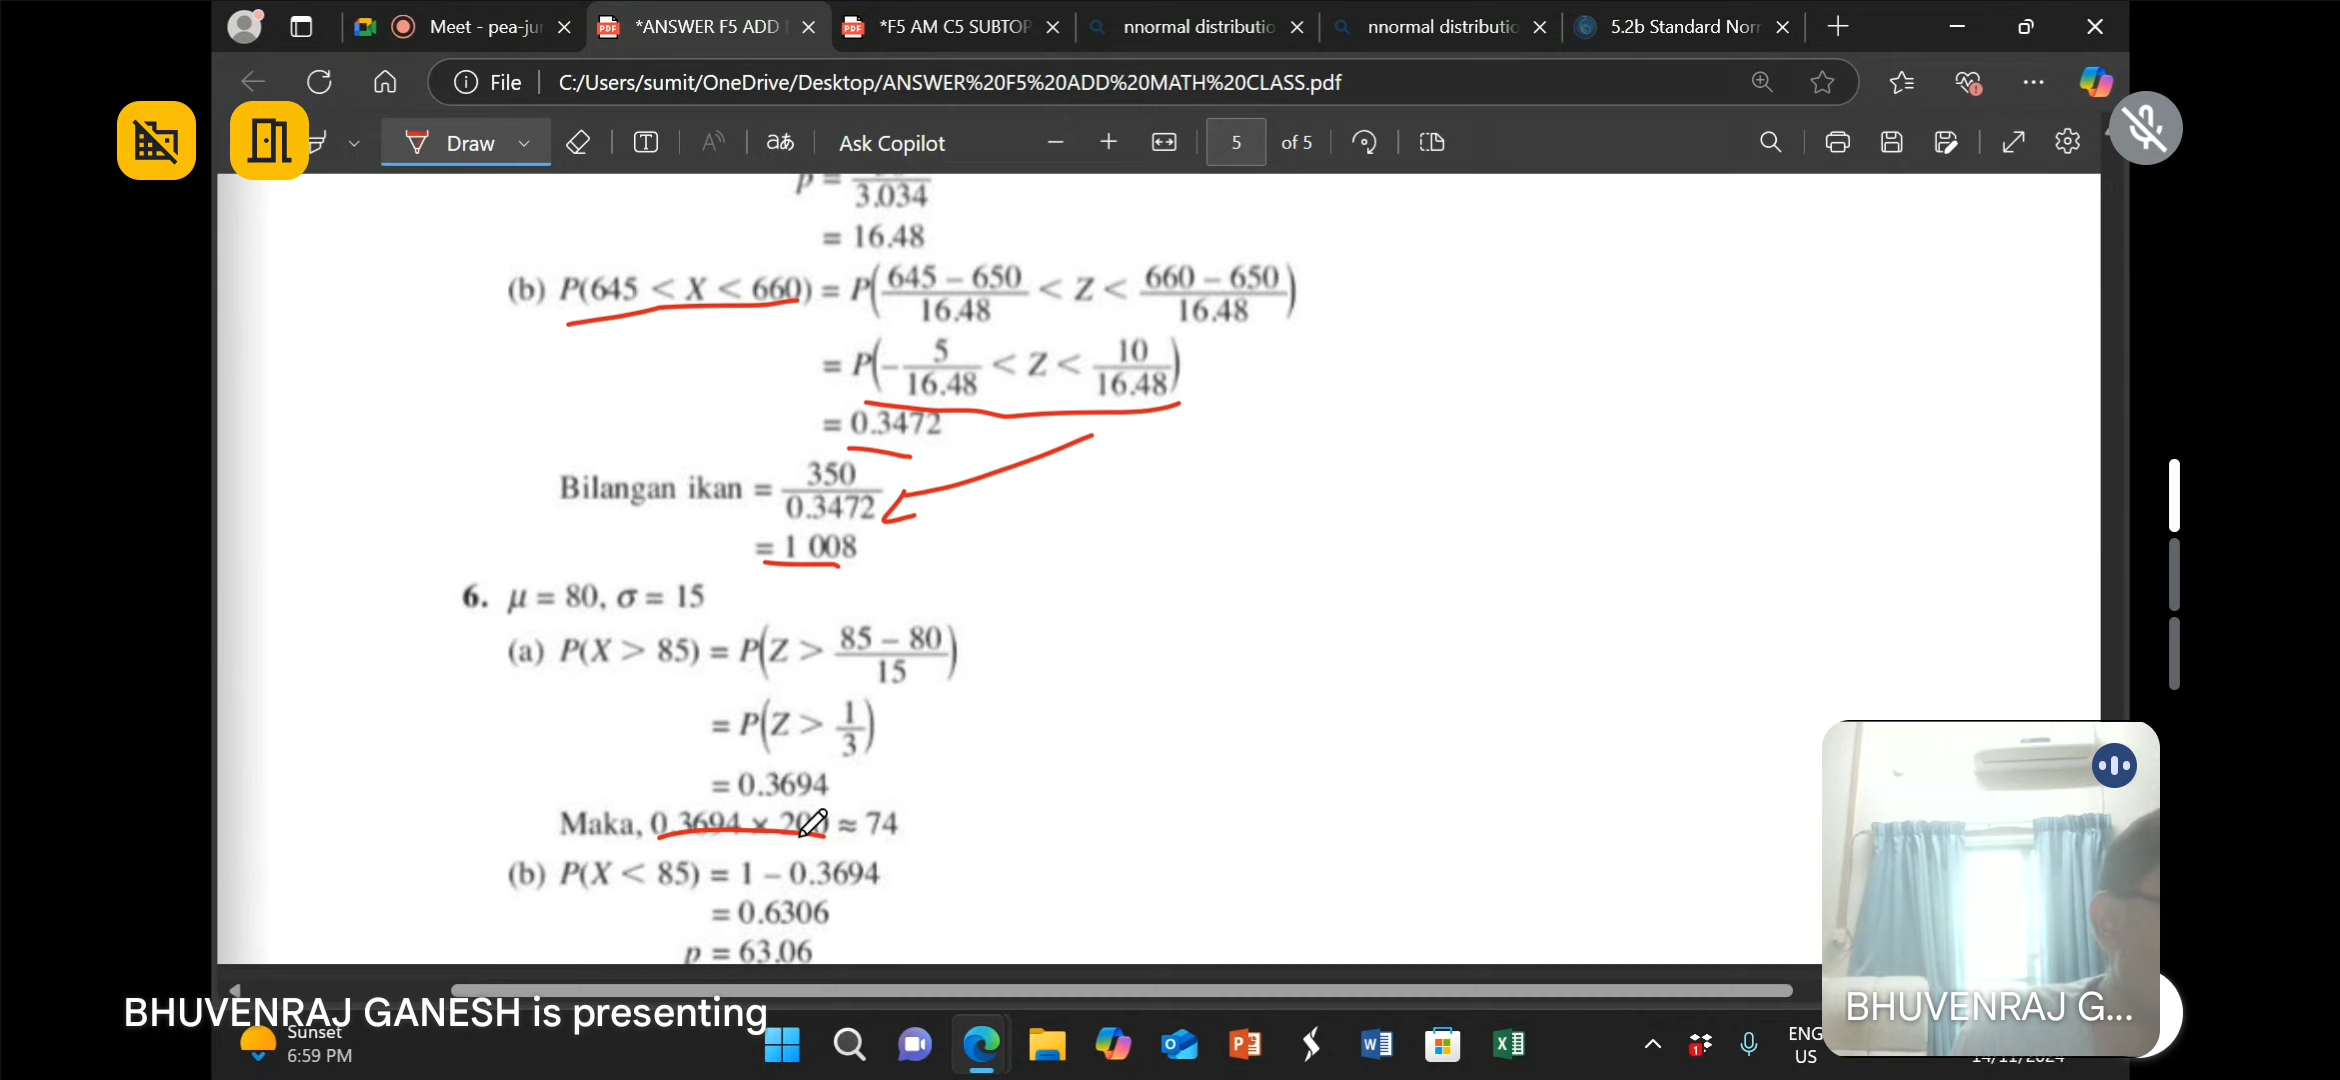 Meet - pea-ju
*ANSWER F5 ADD
*F5 AM C5 SUBTOP
nnormal distributio
nnormal distributio
5.2b Standard Nor
File
C:/Users/sumit/OneDrive/Desktop/ANSWER%20F5%20ADD%20MATH%20CLASS.pdf
Draw
Ask Copilot
5 of 5
p = 3.034
= 16.48
(b) P(645 < X < 660) = P((645 – 650)/16.48 < Z < (660 – 650)/16.48)
= P(–5/16.48 < Z < 10/16.48)
= 0.3472
Bilangan ikan = 350/0.3472
= 1 008
6. μ = 80, σ = 15
(a) P(X > 85) = P(Z > (85 – 80)/15)
= P(Z > 1/3)
= 0.3694
Maka, 0.3694 × 200 ≈ 74
(b) P(X < 85) = 1 – 0.3694
= 0.6306
p = 63.06
BHUVENRAJ G...
BHUVENRAJ GANESH is presenting
Sunset
6:59 PM
ENG
US
14/11/2024